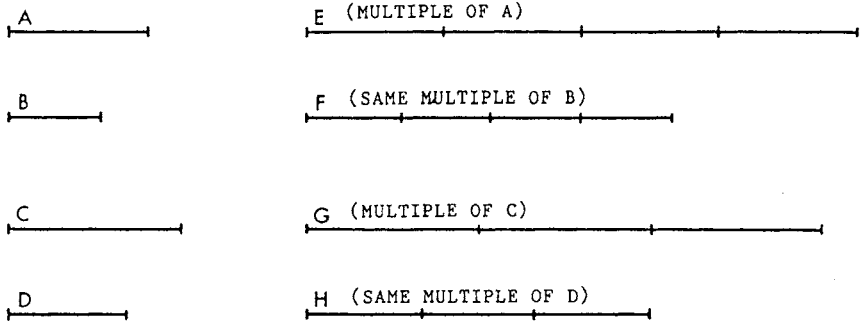 A E (MULTIPLE OF A)
B F (SAME MULTIPLE OF B)
C G (MULTIPLE OF C)
D H (SAME MULTIPLE OF D)